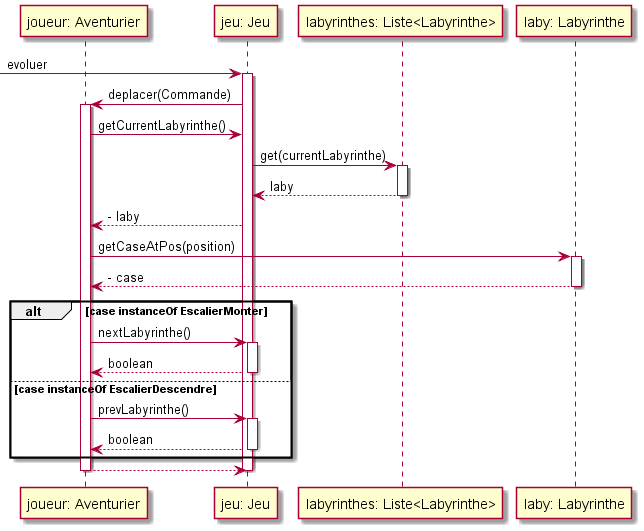 joueur: Aventurier jeu: Jeu labyrinthes: Liste<Labyrinthe> laby: Labyrinthe
evoluer
deplacer(Commande)
getCurrentLabyrinthe()
get(currentLabyrinthe)
laby
- laby
getCaseAtPos(position)
- case
alt [case instanceOf EscalierMonter]
nextLabyrinthe()
boolean
[case instanceOf EscalierDescendre]
prevLabyrinthe()
boolean
joueur: Aventurier jeu: Jeu labyrinthes: Liste<Labyrinthe> laby: Labyrinthe